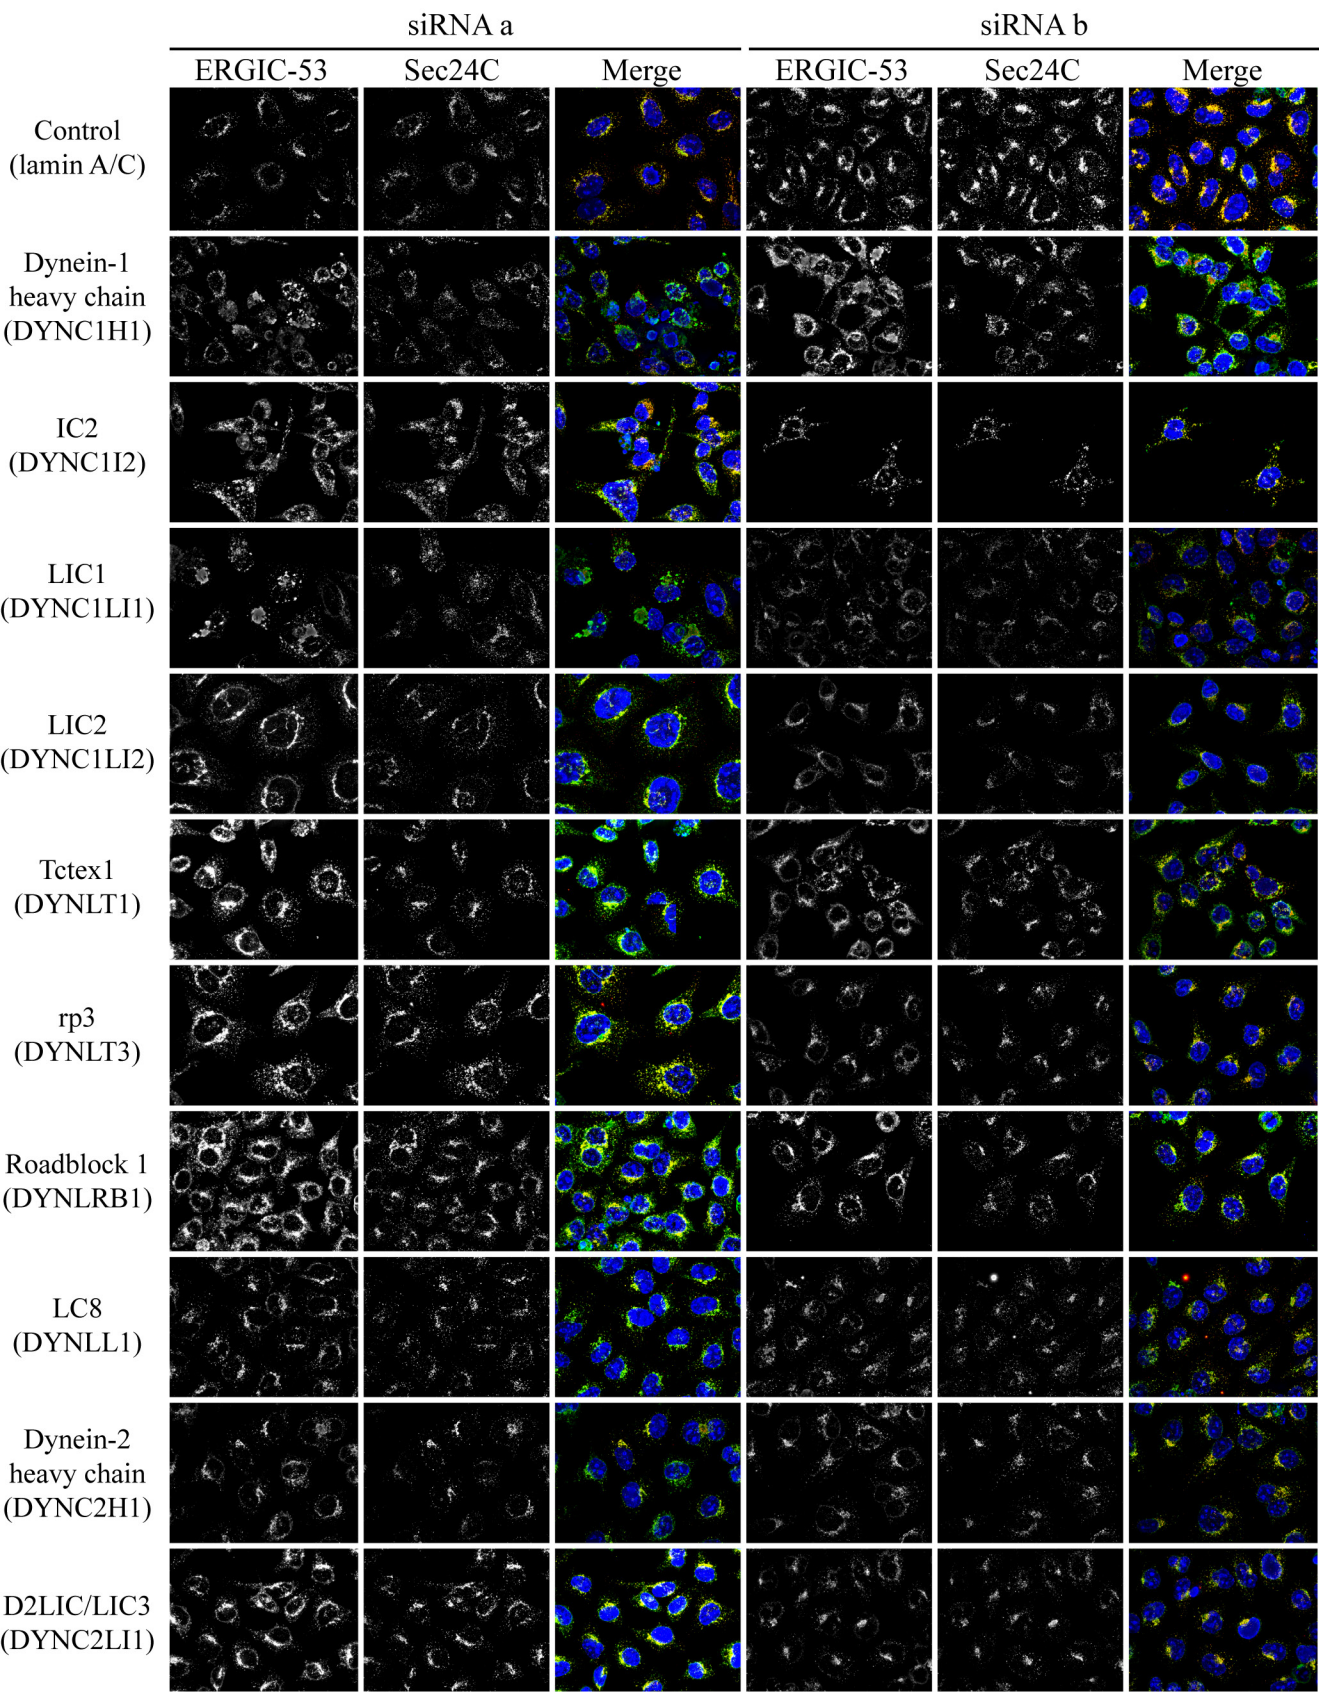 siRNA a siRNA b
ERGIC-53 Sec24C Merge ERGIC-53 Sec24C Merge
Control
(lamin A/C)
Dynein-1
heavy chain
(DYNC1H1)
IC2
(DYNC1I2)
LIC1
(DYNC1LI1)
LIC2
(DYNC1LI2)
Tctex1
(DYNLT1)
rp3
(DYNLT3)
Roadblock 1
(DYNLRB1)
LC8
(DYNLL1)
Dynein-2
heavy chain
(DYNC2H1)
D2LIC/LIC3
(DYNC2LI1)